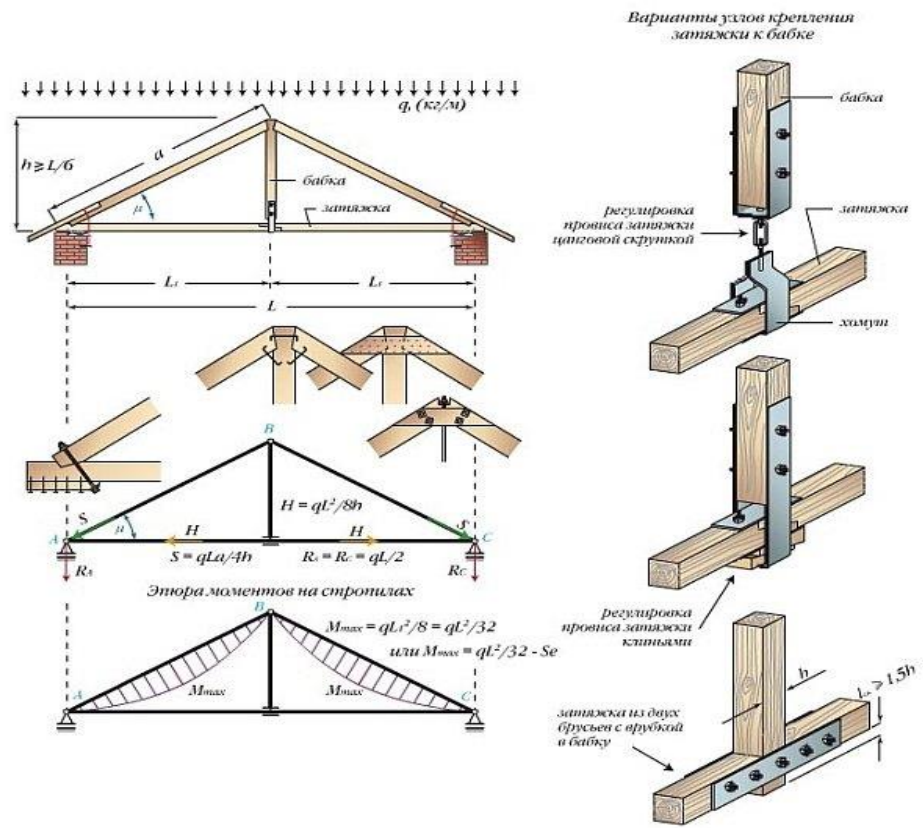 Варианты узлов крепления
затяжки к бабке
q, (кг/м)
h ≥ L/6
a
μ
бабка
затяжка
L₁
L₁
L
B
S
μ
H
H
H = qL²/8h
S
A
C
S = qLa/4h
RA = RC = qL/2
RA
RC
Эпюра моментов на стропилах
B
Mmax = qL₁²/8 = qL²/32
или Mmax = qL²/32 - Se
Mmax
Mmax
A
C
бабка
регулировка
провиса затяжки
цанговой скруткой
затяжка
хомут
регулировка
провиса затяжки
клиньями
h
≥ 1,5h
затяжка из двух
брусьев с врубкой
в бабку